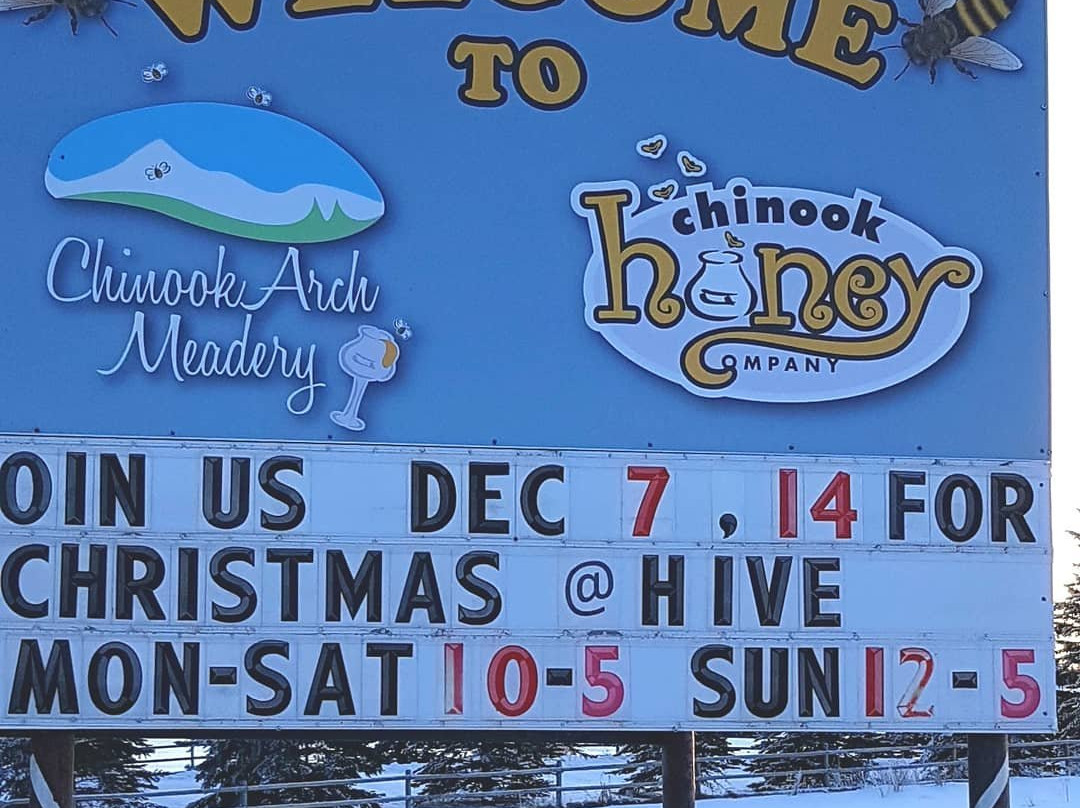 WELCOME
TO
Chinook Arch
Meadery
chinook
honey
COMPANY
OIN US DEC 7, 14 FOR
CHRISTMAS @ HIVE
MON-SAT 10-5 SUN 12-5